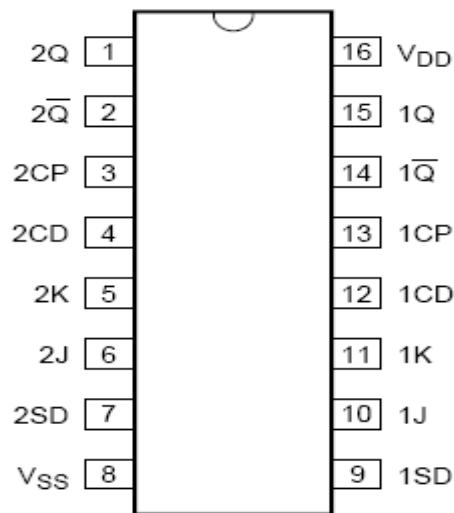 2Q 1 16 VDD
2Q̅ 2 15 1Q
2CP 3 14 1Q̅
2CD 4 13 1CP
2K 5 12 1CD
2J 6 11 1K
2SD 7 10 1J
VSS 8 9 1SD